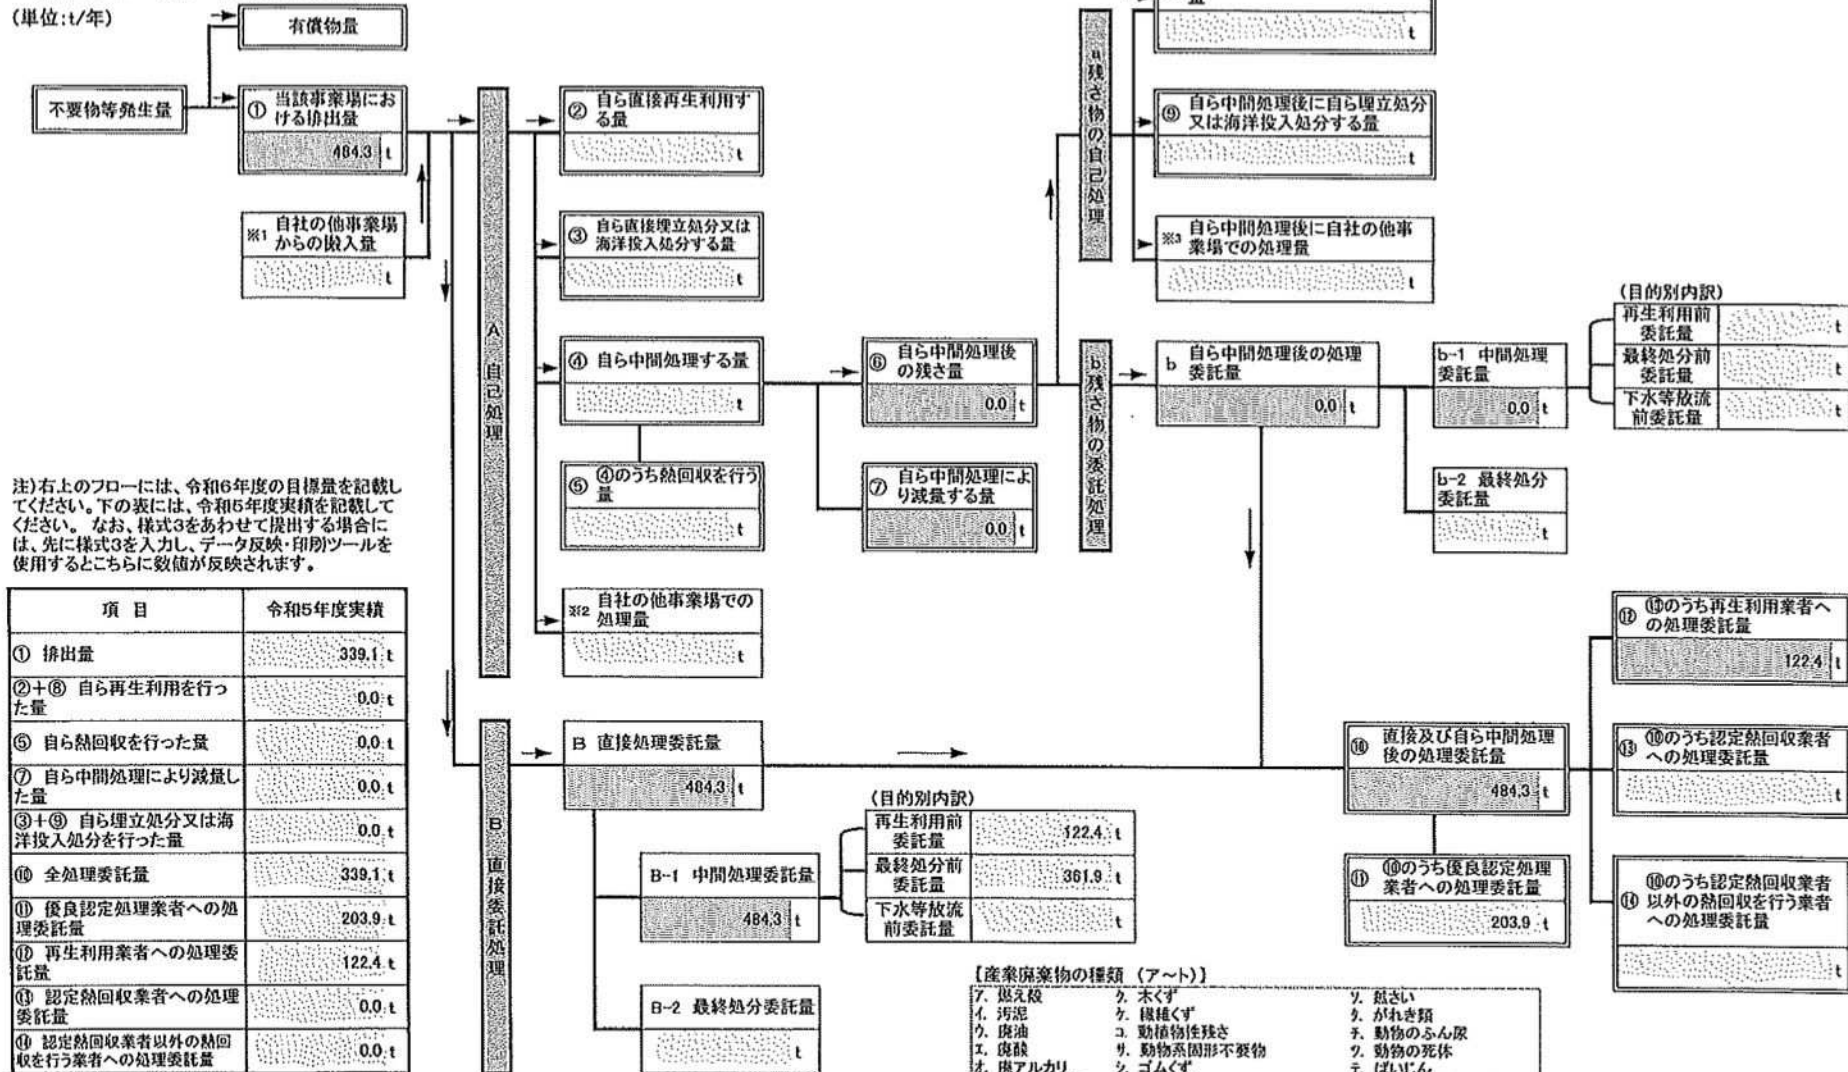 (単位:t/年)
有償物量
不要物等発生量
① 当該事業場にお
ける排出量
484.3 t
※1 自社の他事業場
からの搬入量
t
A 自己処理
② 自ら直接再生利用す
る量
t
③ 自ら直接埋立処分又は
海洋投入処分する量
t
④ 自ら中間処理する量
t
⑤ ④のうち熱回収を行う
量
t
※2 自社の他事業場での
処理量
t
⑥ 自ら中間処理後
の残さ量
0.0 t
⑦ 自ら中間処理によ
り減量する量
0.0 t
a 残さ物の自己処理
量
t
⑨ 自ら中間処理後に自ら埋立処分
又は海洋投入処分する量
t
※3 自ら中間処理後に自社の他事
業場での処理量
t
b 残さ物の委託処理
b 自ら中間処理後の処理
委託量
0.0 t
b-1 中間処理
委託量
0.0 t
b-2 最終処分
委託量
t
(目的別内訳)
再生利用前
委託量 t
最終処分前
委託量 t
下水等放流
前委託量 t
注)右上のフローには、令和6年度の目標量を記載し
てください。下の表には、令和5年度実績を記載して
ください。 なお、様式3をあわせて提出する場合に
は、先に様式3を入力し、データ反映・印刷ツールを
使用するとこちらに数値が反映されます。
項 目 令和5年度実績
① 排出量 339.1 t
②+⑧ 自ら再生利用を行っ
た量 0.0 t
⑤ 自ら熱回収を行った量 0.0 t
⑦ 自ら中間処理により減量し
た量 0.0 t
③+⑨ 自ら埋立処分又は海
洋投入処分を行った量 0.0 t
⑩ 全処理委託量 339.1 t
⑪ 優良認定処理業者への処
理委託量 203.9 t
⑫ 再生利用業者への処理委
託量 122.4 t
⑬ 認定熱回収業者への処理
委託量 0.0 t
⑭ 認定熱回収業者以外の熱回
収を行う業者への処理委託量 0.0 t
B 直接委託処理
B 直接処理委託量
484.3 t
B-1 中間処理委託量
484.3 t
B-2 最終処分委託量
t
(目的別内訳)
再生利用前
委託量 122.4 t
最終処分前
委託量 361.9 t
下水等放流
前委託量 t
⑩ 直接及び自ら中間処理
後の処理委託量
484.3 t
⑪ ⑩のうち優良認定処理
業者への処理委託量
203.9 t
⑫ ⑩のうち再生利用業者へ
の処理委託量
122.4 t
⑬ ⑩のうち認定熱回収業者
への処理委託量
t
⑭ ⑩のうち認定熱回収業者
以外の熱回収を行う業者
への処理委託量
t
【産業廃棄物の種類 (ア~ト)】
ア. 燃え殻 ク. 木くず ソ. 鉱さい
イ. 汚泥 ケ. 繊維くず タ. がれき類
ウ. 廃油 コ. 動植物性残さ チ. 動物のふん尿
エ. 廃酸 サ. 動物系固形不要物 ツ. 動物の死体
オ. 廃アルカリ シ. ゴムくず テ. ばいじん